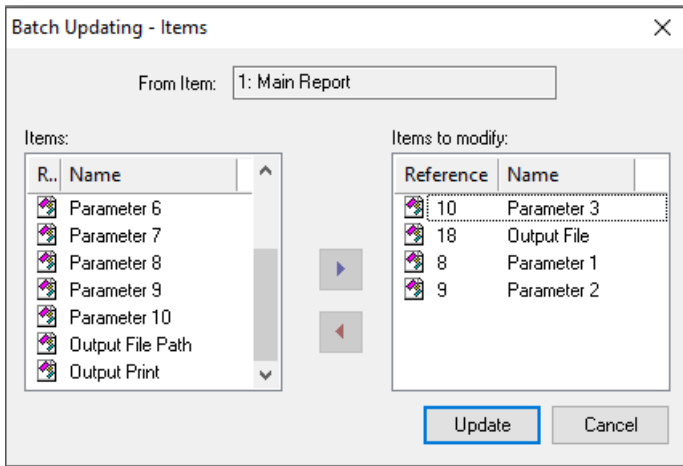 Batch Updating - Items
From Item: 1: Main Report
Items:
R.. Name
Parameter 6
Parameter 7
Parameter 8
Parameter 9
Parameter 10
Output File Path
Output Print
Items to modify:
Reference Name
10 Parameter 3
18 Output File
8 Parameter 1
9 Parameter 2
Update Cancel